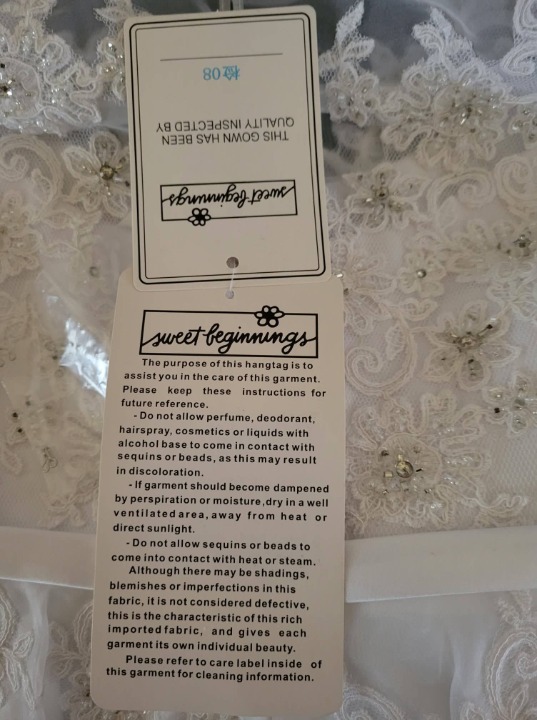 sweet beginnings
THIS GOWN HAS BEEN
QUALITY INSPECTED BY
检08
sweet beginnings
The purpose of this hangtag is to
assist you in the care of this garment.
Please keep these instructions for
future reference.
- Do not allow perfume, deodorant,
hairspray, cosmetics or liquids with
alcohol base to come in contact with
sequins or beads, as this may result
in discoloration.
- If garment should become dampened
by perspiration or moisture,dry in a well
ventilated area, away from heat or
direct sunlight.
- Do not allow sequins or beads to
come into contact with heat or steam.
Although there may be shadings,
blemishes or imperfections in this
fabric, it is not considered defective,
this is the characteristic of this rich
imported fabric, and gives each
garment its own individual beauty.
Please refer to care label inside of
this garment for cleaning information.